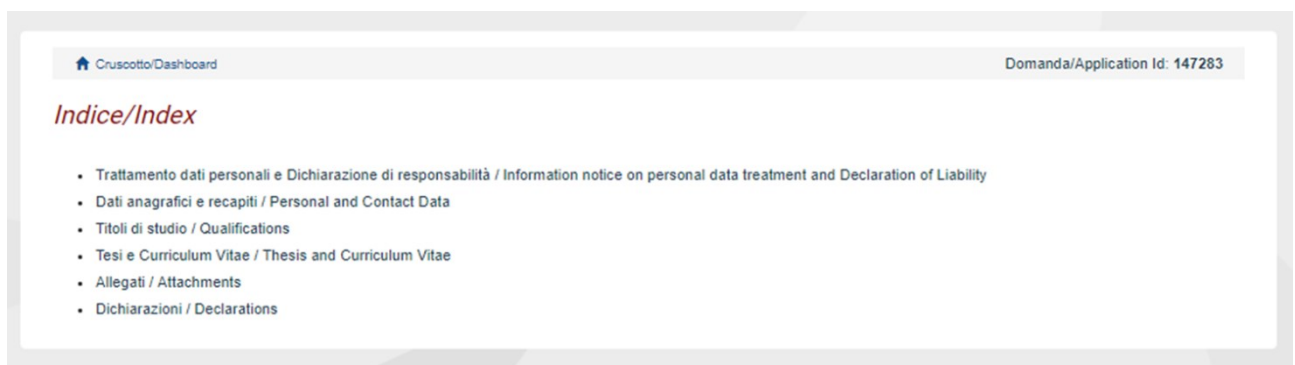 Cruscotto/Dashboard
Domanda/Application Id: 147283
Indice/Index
Trattamento dati personali e Dichiarazione di responsabilità / Information notice on personal data treatment and Declaration of Liability
Dati anagrafici e recapiti / Personal and Contact Data
Titoli di studio / Qualifications
Tesi e Curriculum Vitae / Thesis and Curriculum Vitae
Allegati / Attachments
Dichiarazioni / Declarations